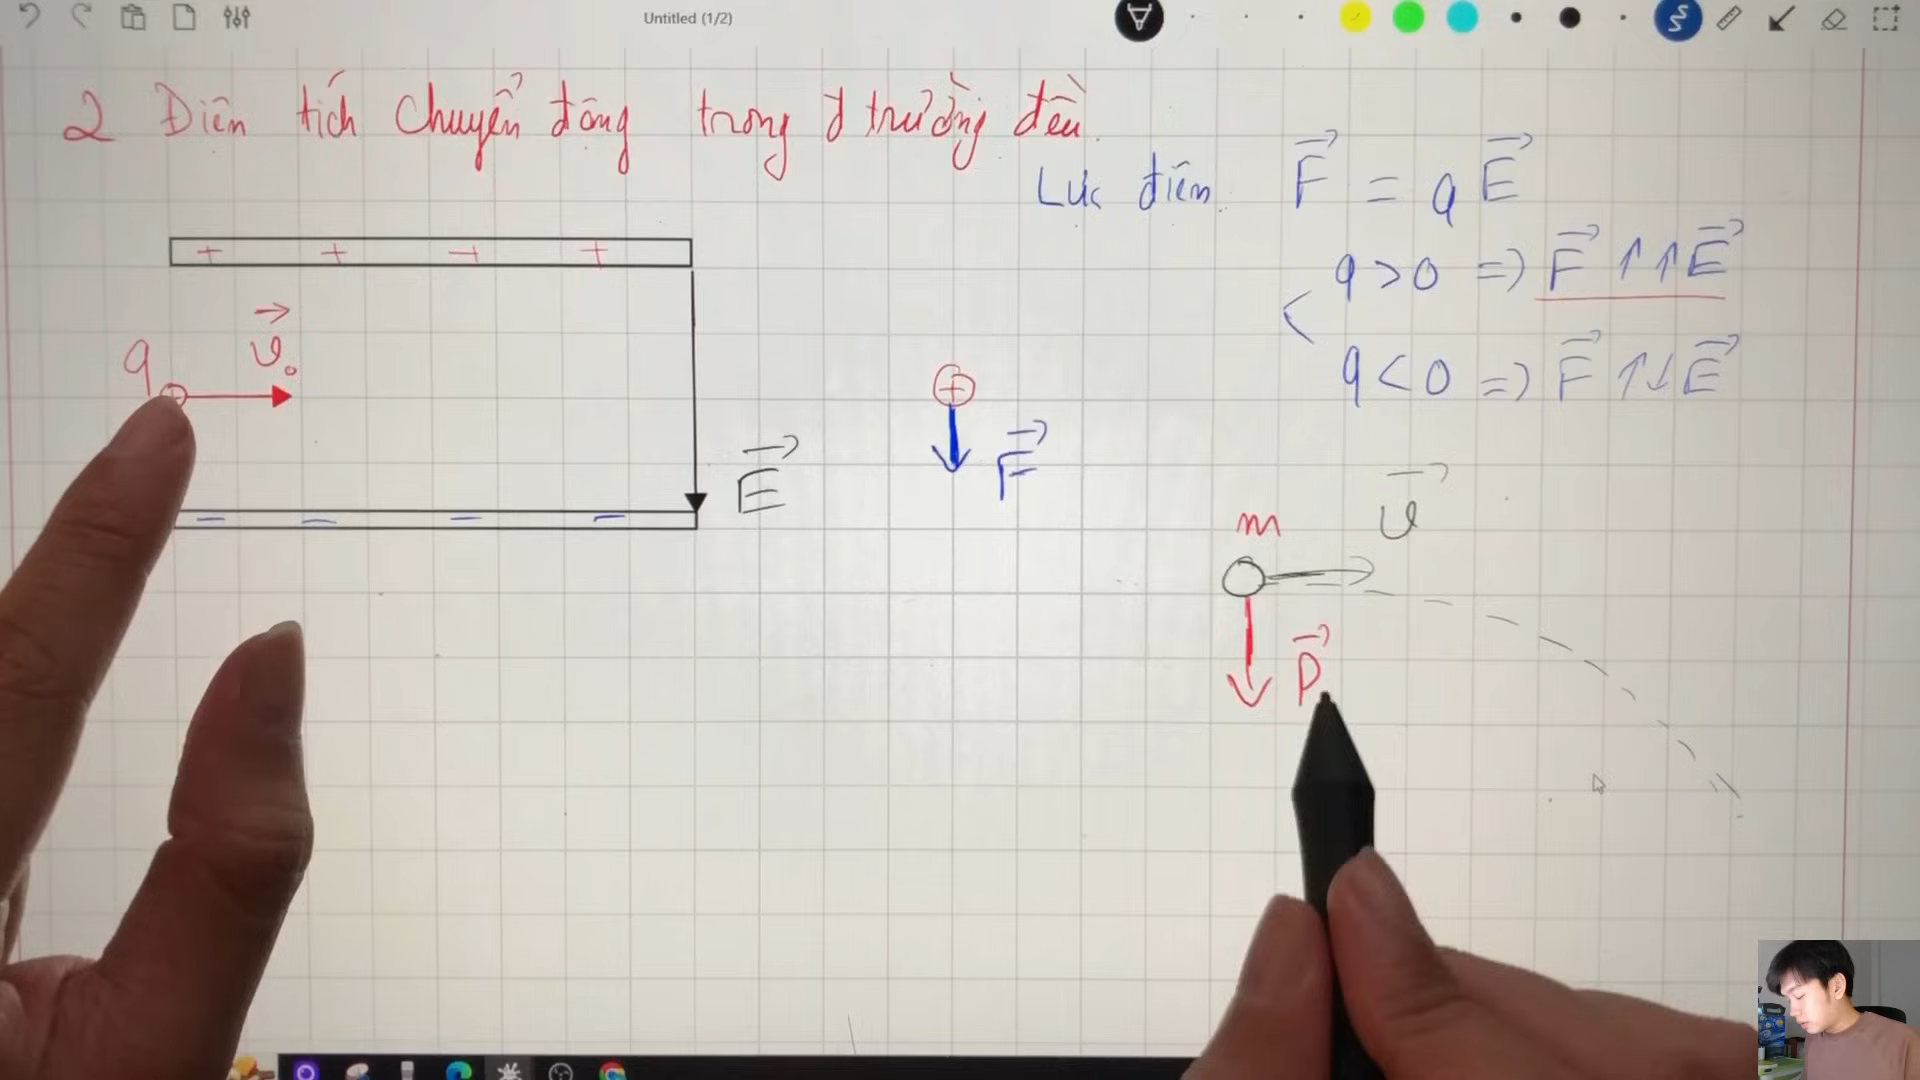 Untitled (1/2)
2 Điện tích chuyển động trong đ trường đều.
Lực điện. F = qE
q > 0 => F ↑↑ E
q < 0 => F ↑↓ E
+ + + +
v₀
q
+
F
E
− − − −
v
m
P